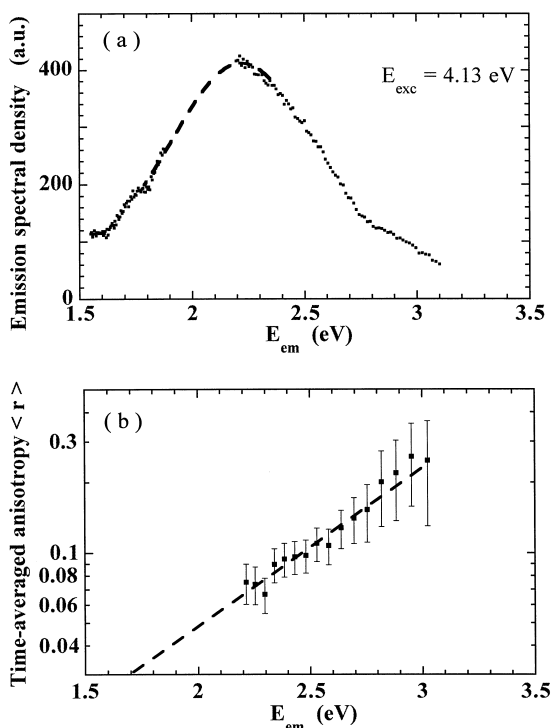 ( a )
E_exc = 4.13 eV
Emission spectral density (a.u.)
400
200
0
1.5 2 2.5 3 3.5
E_em (eV)
( b )
Time-averaged anisotropy < r >
0.3
0.1
0.08
0.06
0.04
1.5 2 2.5 3 3.5
E_em (eV)